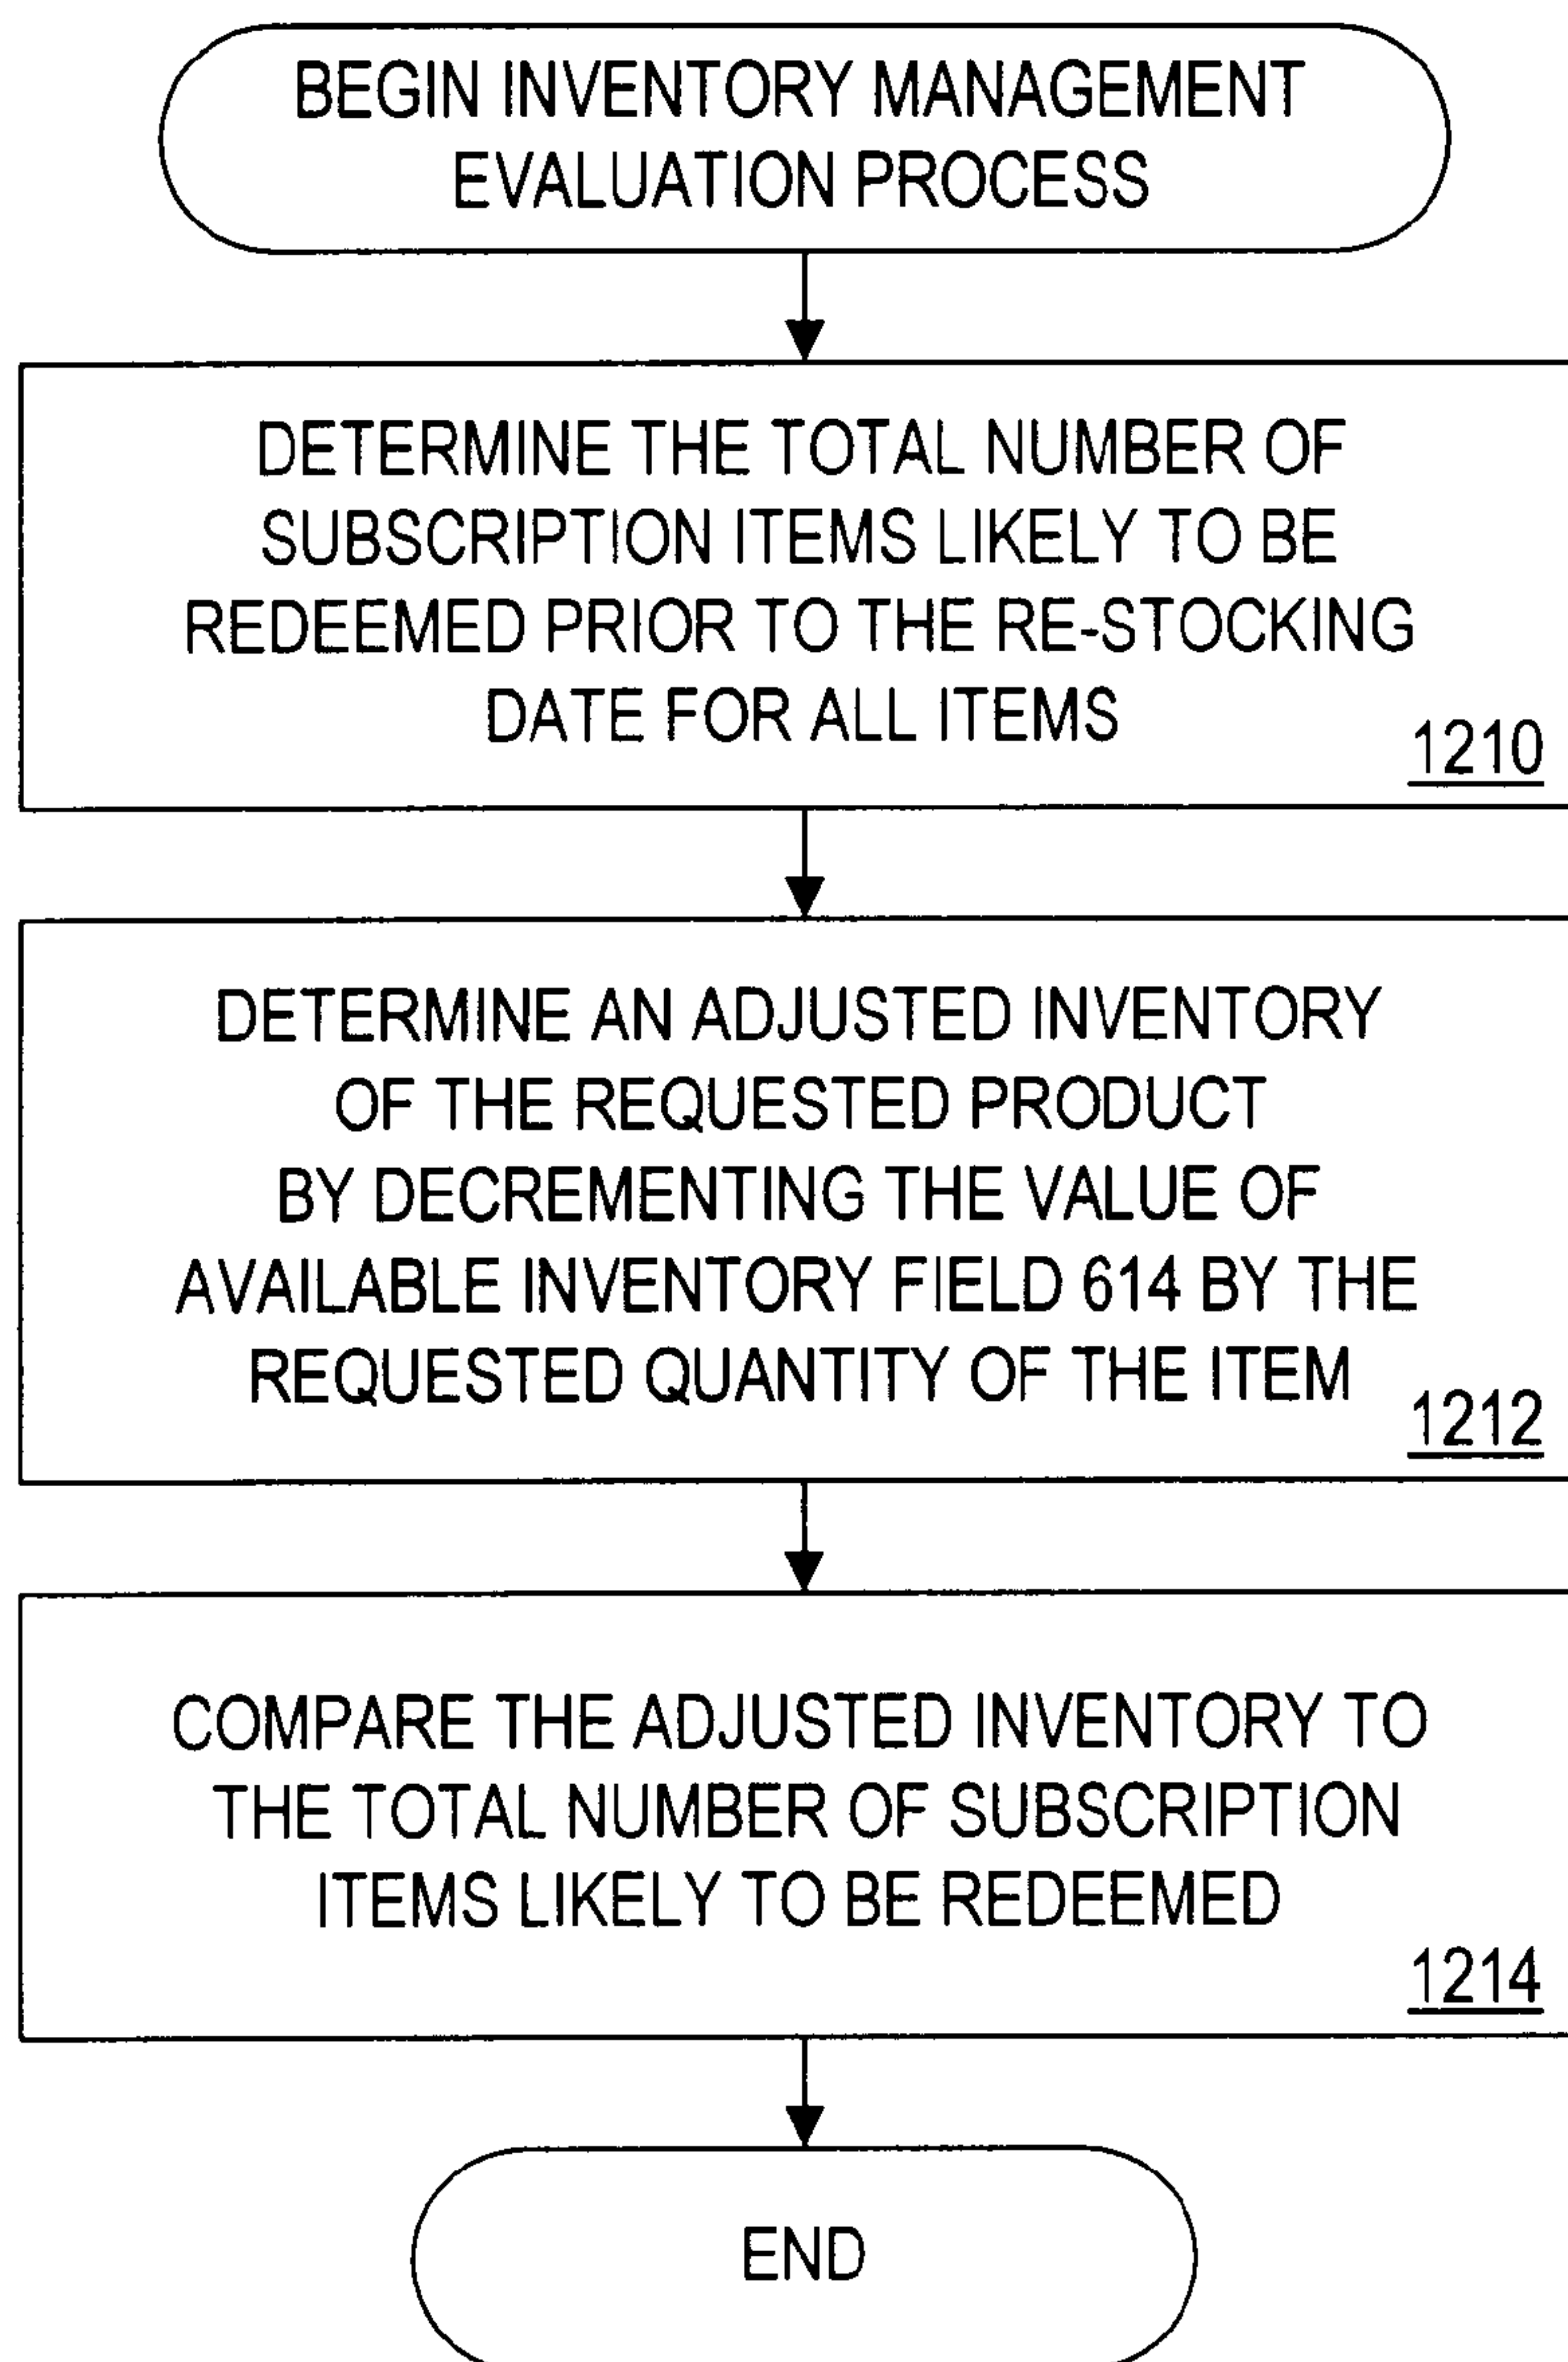 BEGIN INVENTORY MANAGEMENT
EVALUATION PROCESS
DETERMINE THE TOTAL NUMBER OF
SUBSCRIPTION ITEMS LIKELY TO BE
REDEEMED PRIOR TO THE RE-STOCKING
DATE FOR ALL ITEMS
1210
DETERMINE AN ADJUSTED INVENTORY
OF THE REQUESTED PRODUCT
BY DECREMENTING THE VALUE OF
AVAILABLE INVENTORY FIELD 614 BY THE
REQUESTED QUANTITY OF THE ITEM
1212
COMPARE THE ADJUSTED INVENTORY TO
THE TOTAL NUMBER OF SUBSCRIPTION
ITEMS LIKELY TO BE REDEEMED
1214
END